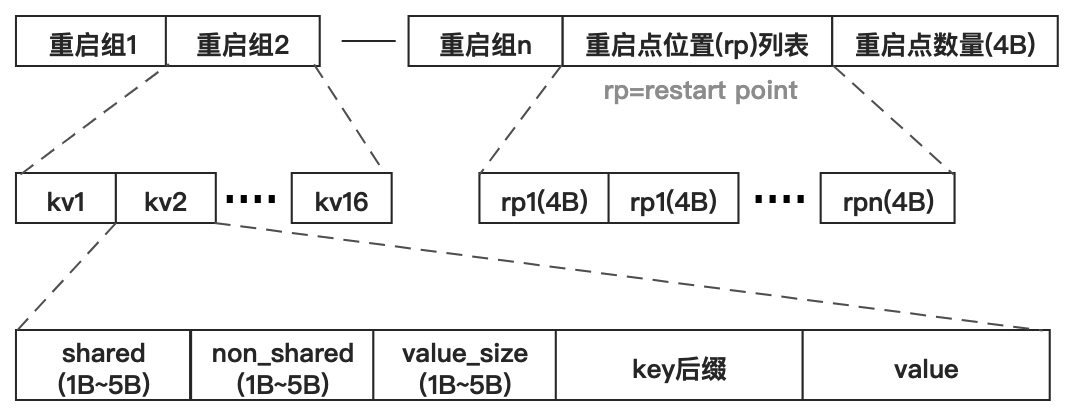 重启组1 重启组2 重启组n 重启点位置(rp)列表 重启点数量(4B)
rp=restart point
kv1 kv2 kv16 rp1(4B) rp1(4B) rpn(4B)
shared non_shared value_size key后缀 value
(1B~5B) (1B~5B) (1B~5B)